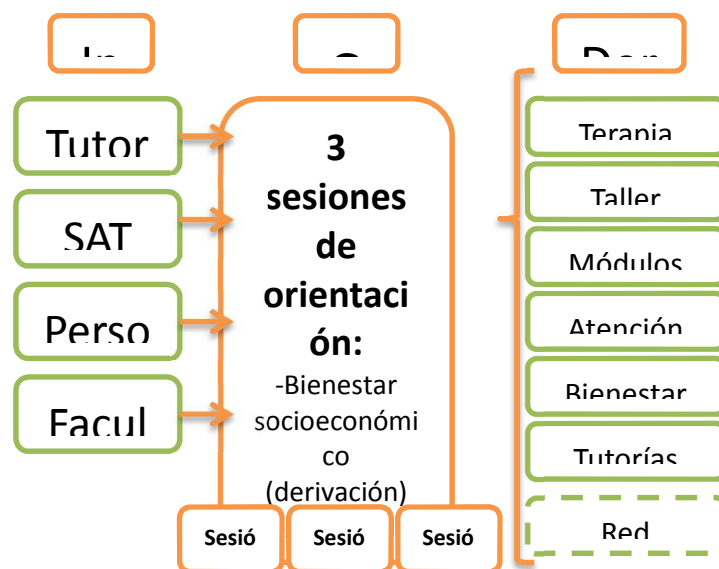 Tutor
SAT
Perso
Facul
3
sesiones
de
orientaci
ón:
-Bienestar
socioeconómi
co
(derivación)
Sesió
Sesió
Sesió
Terapia
Taller
Módulos
Atención
Bienestar
Tutorías
Red